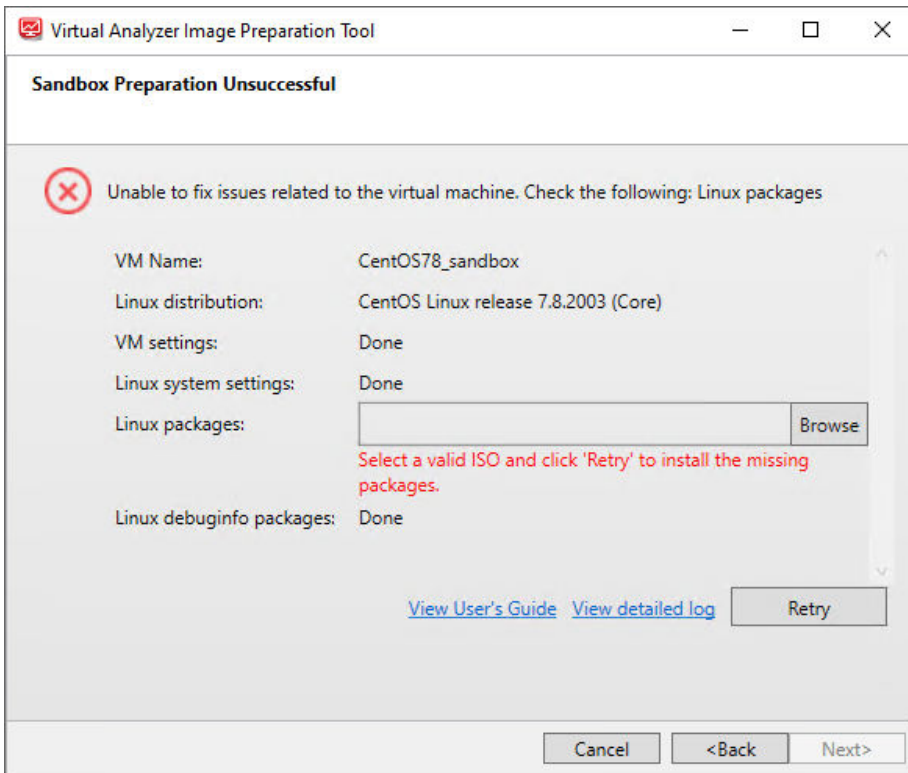 Virtual Analyzer Image Preparation Tool
Sandbox Preparation Unsuccessful
Unable to fix issues related to the virtual machine. Check the following: Linux packages
VM Name: CentOS78_sandbox
Linux distribution: CentOS Linux release 7.8.2003 (Core)
VM settings: Done
Linux system settings: Done
Linux packages: Browse
Select a valid ISO and click 'Retry' to install the missing
packages.
Linux debuginfo packages: Done
View User's Guide View detailed log Retry
Cancel <Back Next>